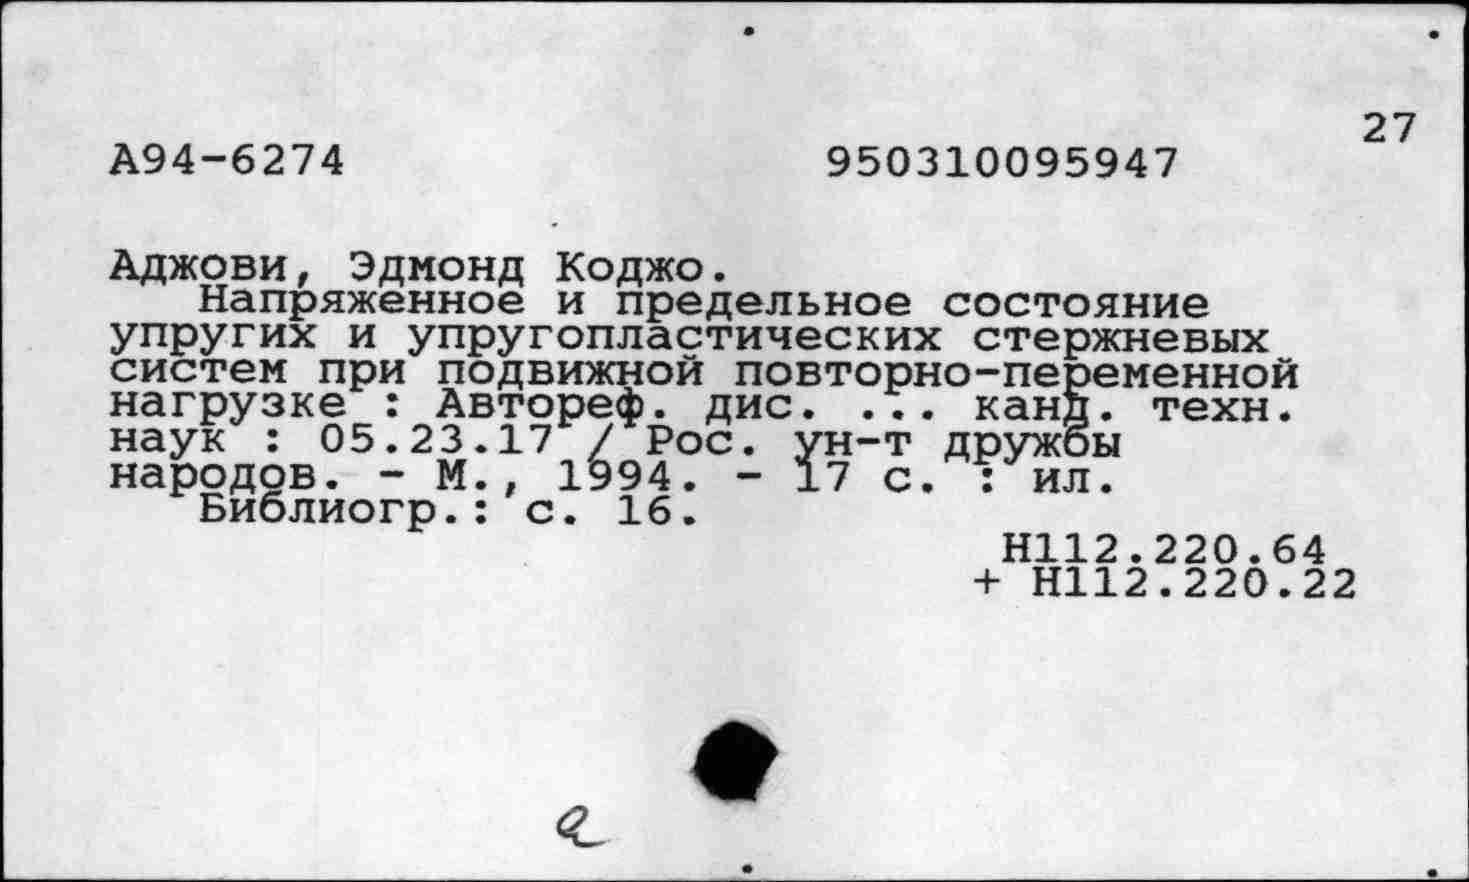 27
А94-6274 950310095947
Аджови, Эдмонд Коджо.
Напряженное и предельное состояние
упругих и упругопластических стержневых
систем при подвижной повторно-переменной
нагрузке : Автореф. дис. ... канд. техн.
наук : 05.23.17 / Рос. ун-т дружбы
народов. - М., 1994. - 17 с. : ил.
Библиогр.: с. 16.
Н112.220.64
+ Н112.220.22